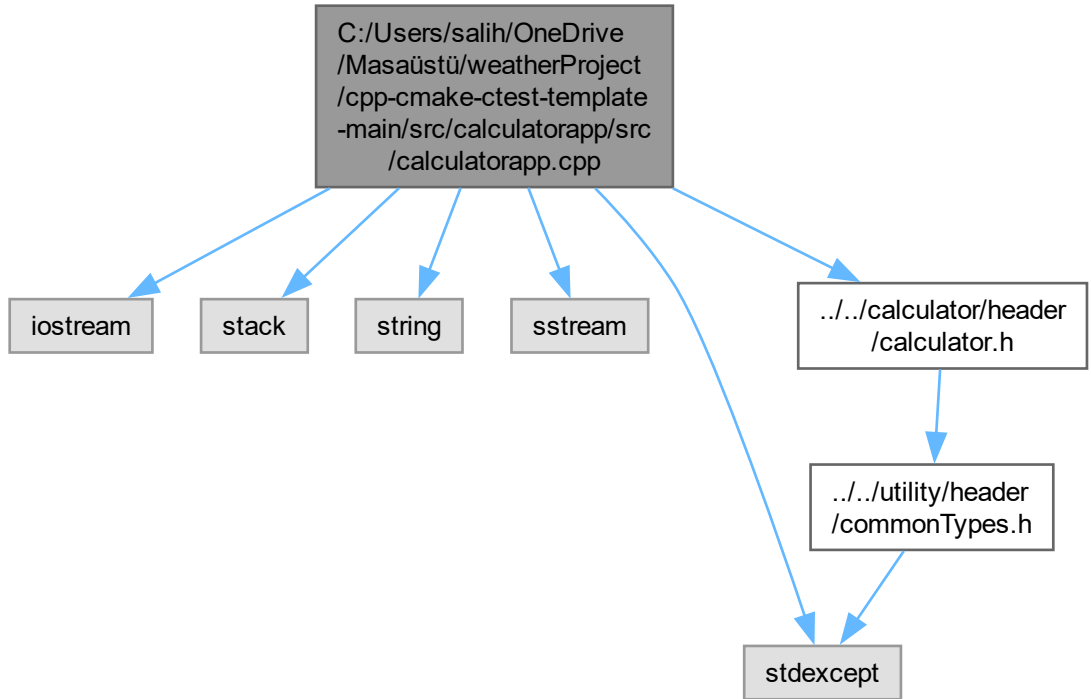 C:/Users/salih/OneDrive
/Masaüstü/weatherProject
/cpp-cmake-ctest-template
-main/src/calculatorapp/src
/calculatorapp.cpp
iostream
stack
string
sstream
../../calculator/header
/calculator.h
../../utility/header
/commonTypes.h
stdexcept